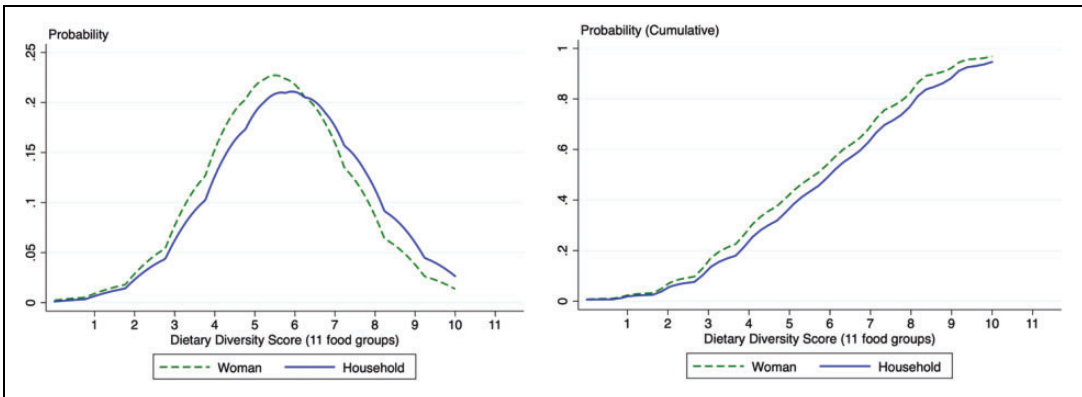 Probability
.25
.2
.15
.1
.05
0
1 2 3 4 5 6 7 8 9 10 11
Dietary Diversity Score (11 food groups)
Woman Household
Probability (Cumulative)
1
.8
.6
.4
.2
0
1 2 3 4 5 6 7 8 9 10 11
Dietary Diversity Score (11 food groups)
Woman Household